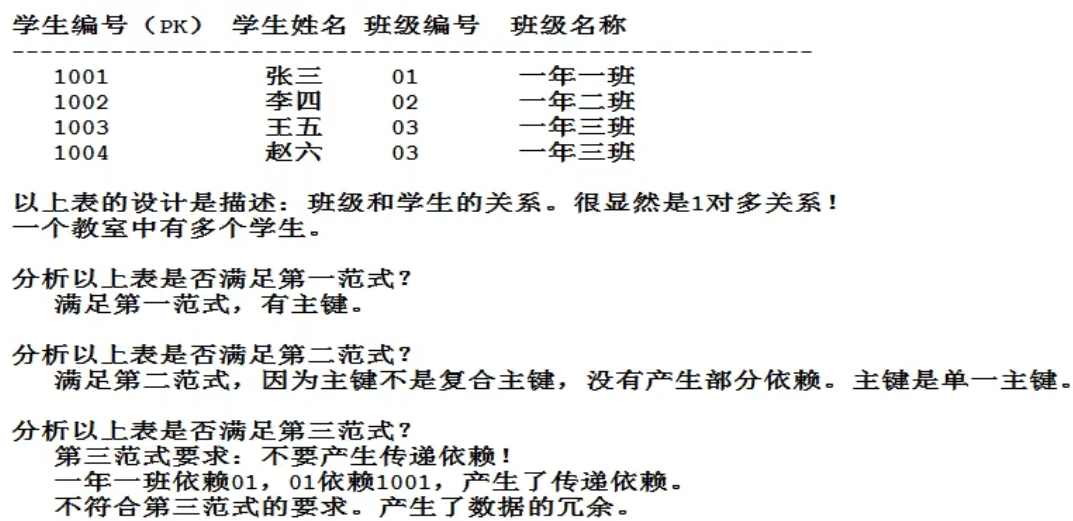 学生编号（PK） 学生姓名 班级编号 班级名称
----------------------------------------------------------
1001 张三 01 一年一班
1002 李四 02 一年二班
1003 王五 03 一年三班
1004 赵六 03 一年三班
以上表的设计是描述：班级和学生的关系。很显然是1对多关系！
一个教室中有多个学生。
分析以上表是否满足第一范式？
满足第一范式，有主键。
分析以上表是否满足第二范式？
满足第二范式，因为主键不是复合主键，没有产生部分依赖。主键是单一主键。
分析以上表是否满足第三范式？
第三范式要求：不要产生传递依赖！
一年一班依赖01，01依赖1001，产生了传递依赖。
不符合第三范式的要求。产生了数据的冗余。